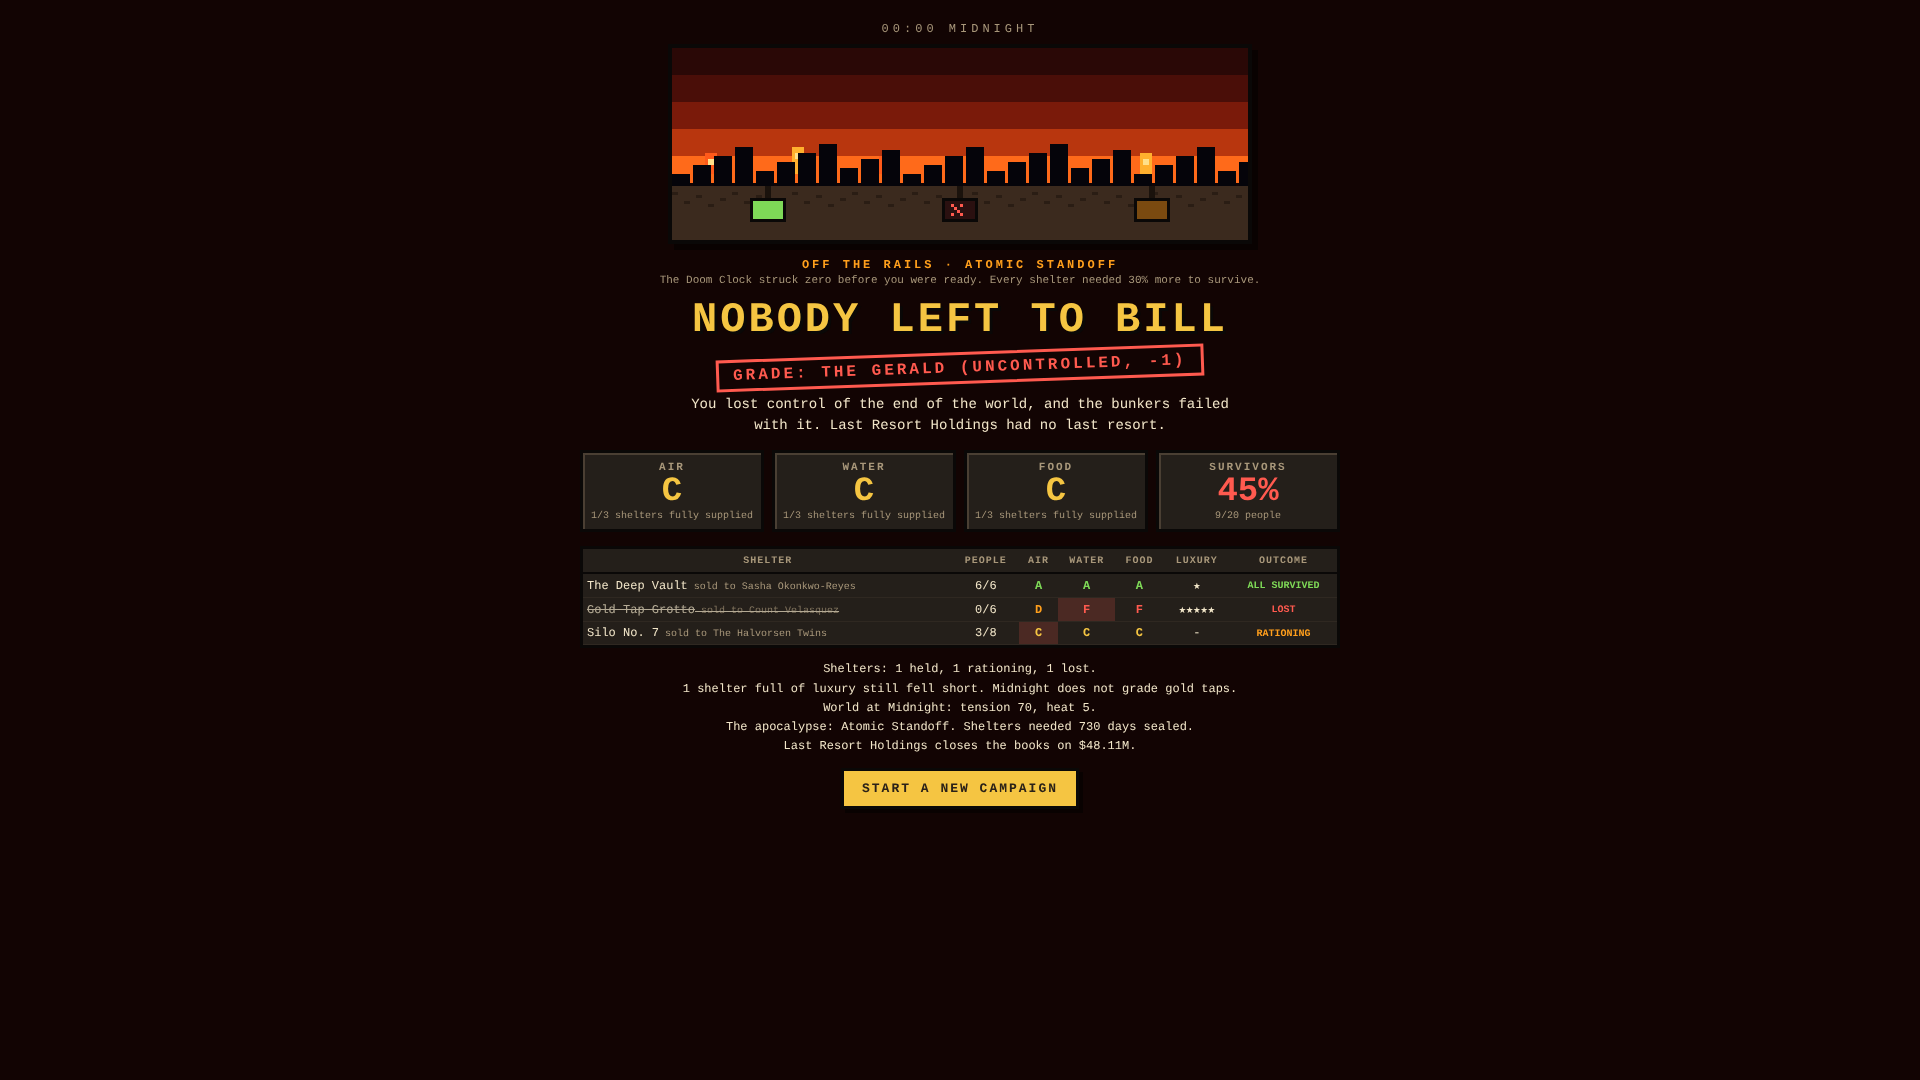 00:00 MIDNIGHT
OFF THE RAILS · ATOMIC STANDOFF
The Doom Clock struck zero before you were ready. Every shelter needed 30% more to survive.
NOBODY LEFT TO BILL
GRADE: THE GERALD (UNCONTROLLED, -1)
You lost control of the end of the world, and the bunkers failed
with it. Last Resort Holdings had no last resort.
AIR
C
1/3 shelters fully supplied
WATER
C
1/3 shelters fully supplied
FOOD
C
1/3 shelters fully supplied
SURVIVORS
45%
9/20 people
SHELTER PEOPLE AIR WATER FOOD LUXURY OUTCOME
The Deep Vault sold to Sasha Okonkwo-Reyes 6/6 A A A ★ ALL SURVIVED
Gold Tap Grotto sold to Count Velasquez 0/6 D F F ★★★★★ LOST
Silo No. 7 sold to The Halvorsen Twins 3/8 C C C - RATIONING
Shelters: 1 held, 1 rationing, 1 lost.
1 shelter full of luxury still fell short. Midnight does not grade gold taps.
World at Midnight: tension 70, heat 5.
The apocalypse: Atomic Standoff. Shelters needed 730 days sealed.
Last Resort Holdings closes the books on $48.11M.
START A NEW CAMPAIGN